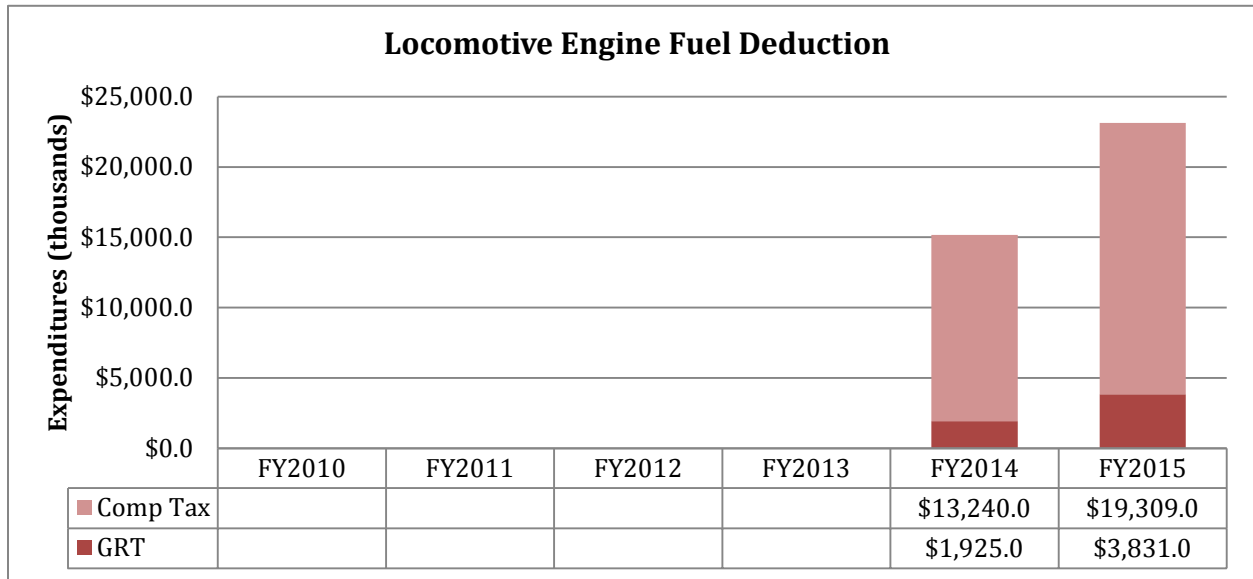 Locomotive Engine Fuel Deduction
Expenditures (thousands)
$25,000.0
$20,000.0
$15,000.0
$10,000.0
$5,000.0
$0.0
FY2010 FY2011 FY2012 FY2013 FY2014 FY2015
Comp Tax $13,240.0 $19,309.0
GRT $1,925.0 $3,831.0